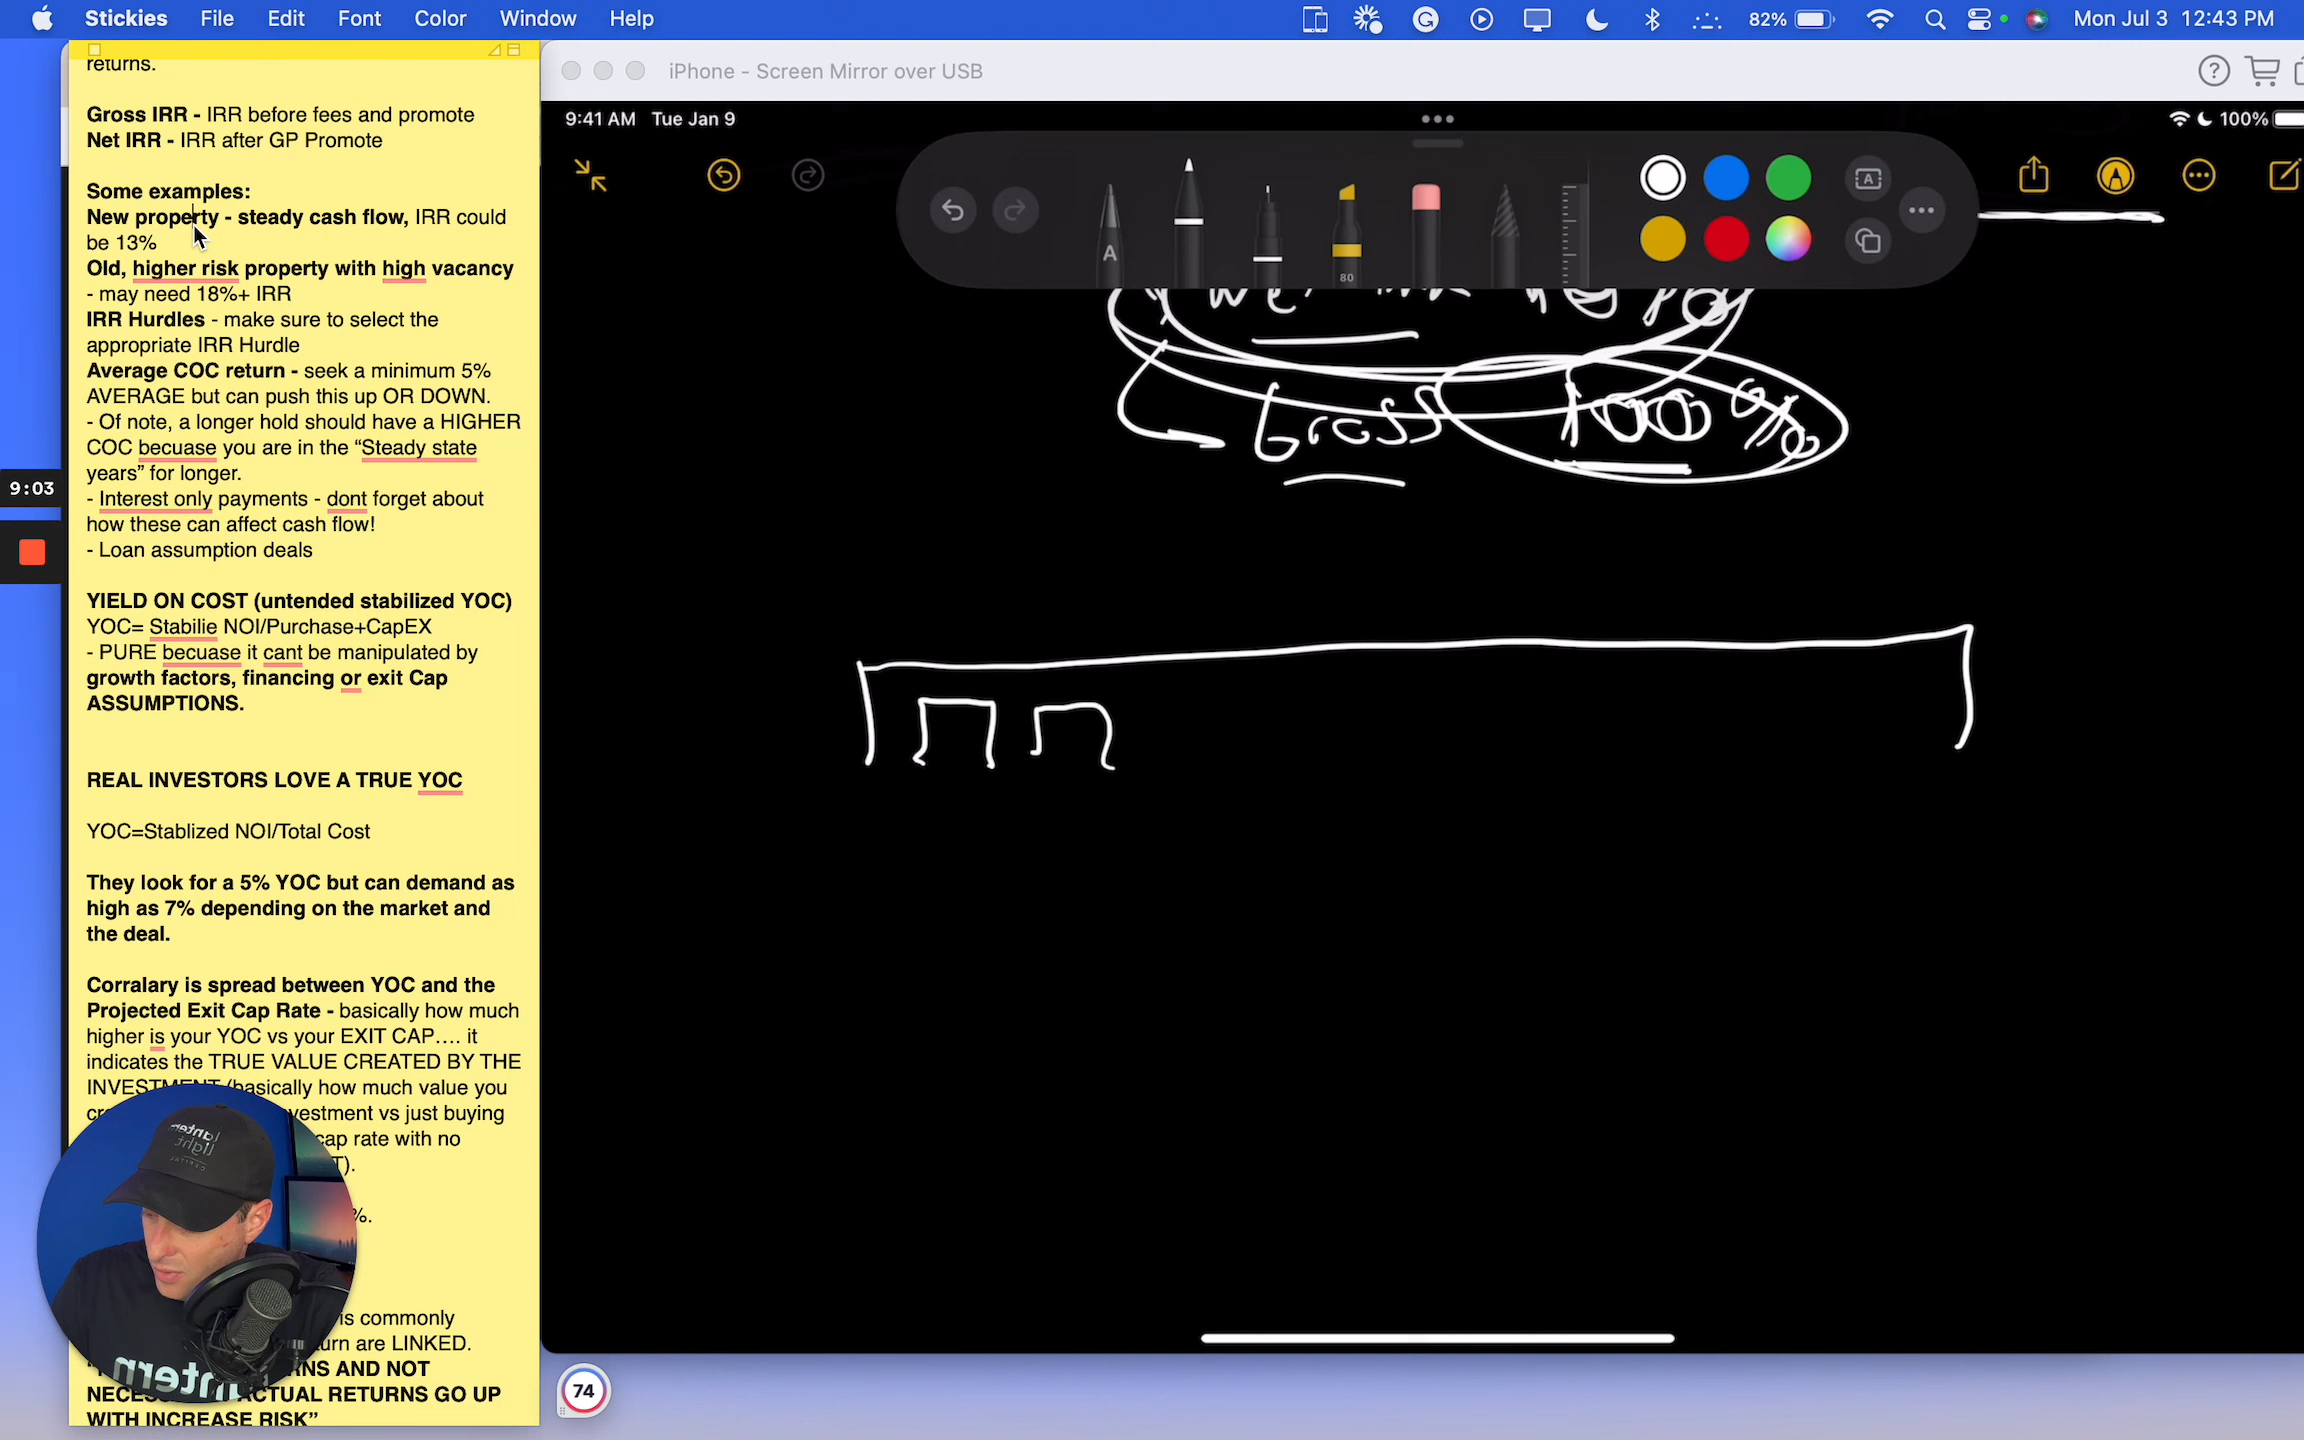 Stickies File Edit Font Color Window Help
82% Mon Jul 3 12:43 PM
returns.
Gross IRR - IRR before fees and promote
Net IRR - IRR after GP Promote
Some examples:
New property - steady cash flow, IRR could
be 13%
Old, higher risk property with high vacancy
- may need 18%+ IRR
IRR Hurdles - make sure to select the
appropriate IRR Hurdle
Average COC return - seek a minimum 5%
AVERAGE but can push this up OR DOWN.
- Of note, a longer hold should have a HIGHER
COC becuase you are in the “Steady state
years” for longer.
- Interest only payments - dont forget about
how these can affect cash flow!
- Loan assumption deals
YIELD ON COST (untended stabilized YOC)
YOC= Stabilie NOI/Purchase+CapEX
- PURE becuase it cant be manipulated by
growth factors, financing or exit Cap
ASSUMPTIONS.
REAL INVESTORS LOVE A TRUE YOC
YOC=Stablized NOI/Total Cost
They look for a 5% YOC but can demand as
high as 7% depending on the market and
the deal.
Corralary is spread between YOC and the
Projected Exit Cap Rate - basically how much
higher is your YOC vs your EXIT CAP.... it
indicates the TRUE VALUE CREATED BY THE
INVESTMENT (basically how much value you
vestment vs just buying
cap rate with no
T).
%.
is commonly
urn are LINKED.
RNS AND NOT
ACTUAL RETURNS GO UP
WITH INCREASE RISK”
9:03
lantern
light
CAPITAL
iPhone - Screen Mirror over USB
9:41 AM Tue Jan 9
100%
A
80
A
Gross 100%
74